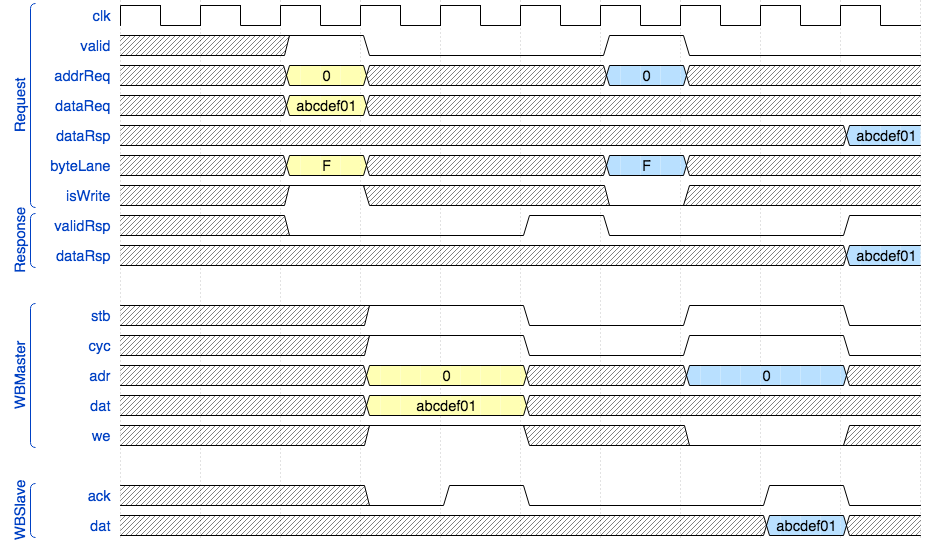 Request
clk
valid
addrReq 0 0
dataReq abcdef01
dataRsp abcdef01
byteLane F F
isWrite
Response
validRsp
dataRsp abcdef01
WBMaster
stb
cyc
adr 0 0
dat abcdef01
we
WBSlave
ack
dat abcdef01